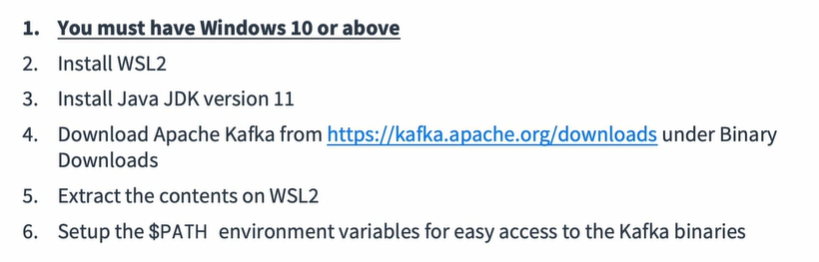 1. You must have Windows 10 or above
2. Install WSL2
3. Install Java JDK version 11
4. Download Apache Kafka from https://kafka.apache.org/downloads under Binary
Downloads
5. Extract the contents on WSL2
6. Setup the $PATH environment variables for easy access to the Kafka binaries